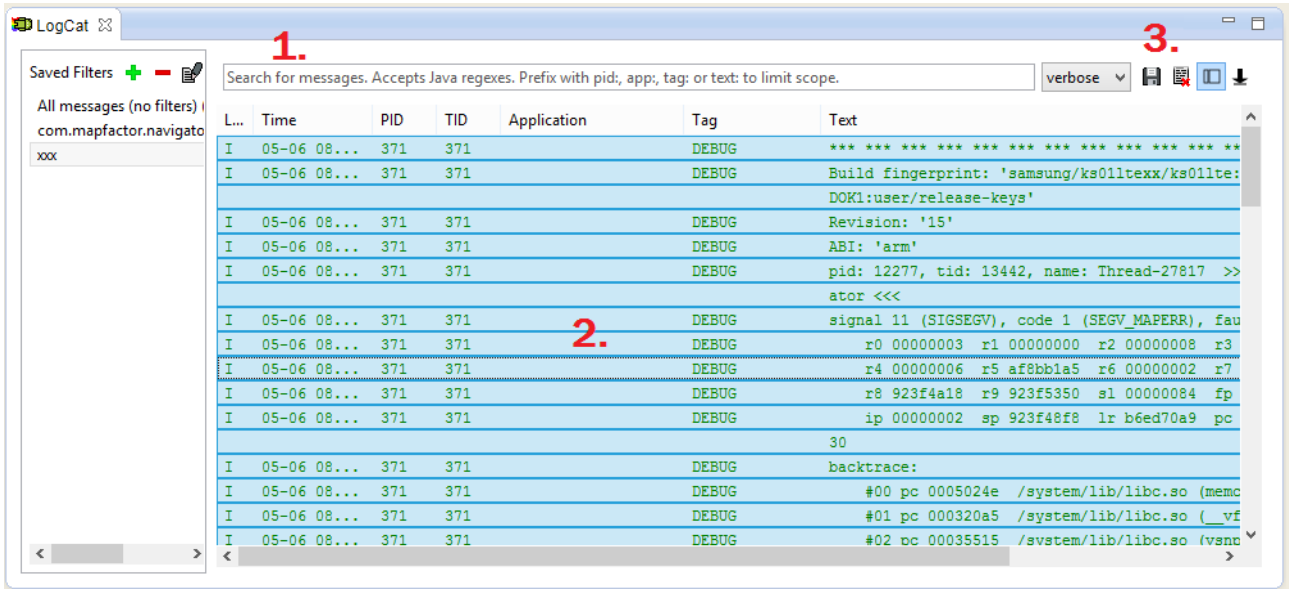 LogCat
1.
3.
Saved Filters
Search for messages. Accepts Java regexes. Prefix with pid:, app:, tag: or text: to limit scope.
verbose
All messages (no filters) (
com.mapfactor.navigato
xxx
L... Time PID TID Application Tag Text
I 05-06 08... 371 371 DEBUG *** *** *** *** *** *** *** *** *** *** *** **
I 05-06 08... 371 371 DEBUG Build fingerprint: 'samsung/ks01ltexx/ks01lte:
DOK1:user/release-keys'
I 05-06 08... 371 371 DEBUG Revision: '15'
I 05-06 08... 371 371 DEBUG ABI: 'arm'
I 05-06 08... 371 371 DEBUG pid: 12277, tid: 13442, name: Thread-27817 >>
ator <<<
I 05-06 08... 371 371 DEBUG signal 11 (SIGSEGV), code 1 (SEGV_MAPERR), fau
2.
I 05-06 08... 371 371 DEBUG r0 00000003 r1 00000000 r2 00000008 r3
I 05-06 08... 371 371 DEBUG r4 00000006 r5 af8bb1a5 r6 00000002 r7
I 05-06 08... 371 371 DEBUG r8 923f4a18 r9 923f5350 sl 00000084 fp
I 05-06 08... 371 371 DEBUG ip 00000002 sp 923f48f8 lr b6ed70a9 pc
30
I 05-06 08... 371 371 DEBUG backtrace:
I 05-06 08... 371 371 DEBUG #00 pc 0005024e /system/lib/libc.so (memc
I 05-06 08... 371 371 DEBUG #01 pc 000320a5 /system/lib/libc.so (__vf
I 05-06 08... 371 371 DEBUG #02 pc 00035515 /system/lib/libc.so (vsnp